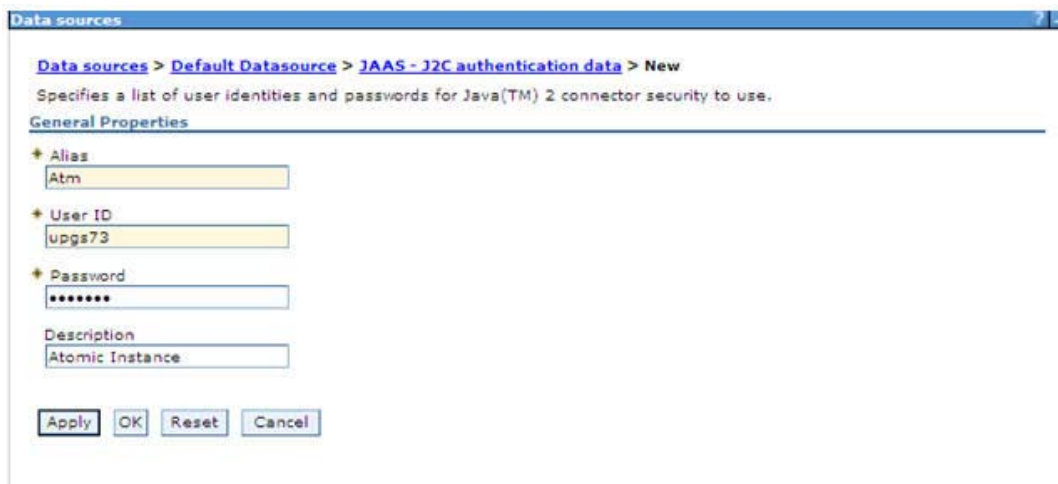 Data sources
?
Data sources > Default Datasource > JAAS - J2C authentication data > New
Specifies a list of user identities and passwords for Java(TM) 2 connector security to use.
General Properties
Alias
Atm
User ID
upgs73
Password
•••••••
Description
Atomic Instance
Apply OK Reset Cancel